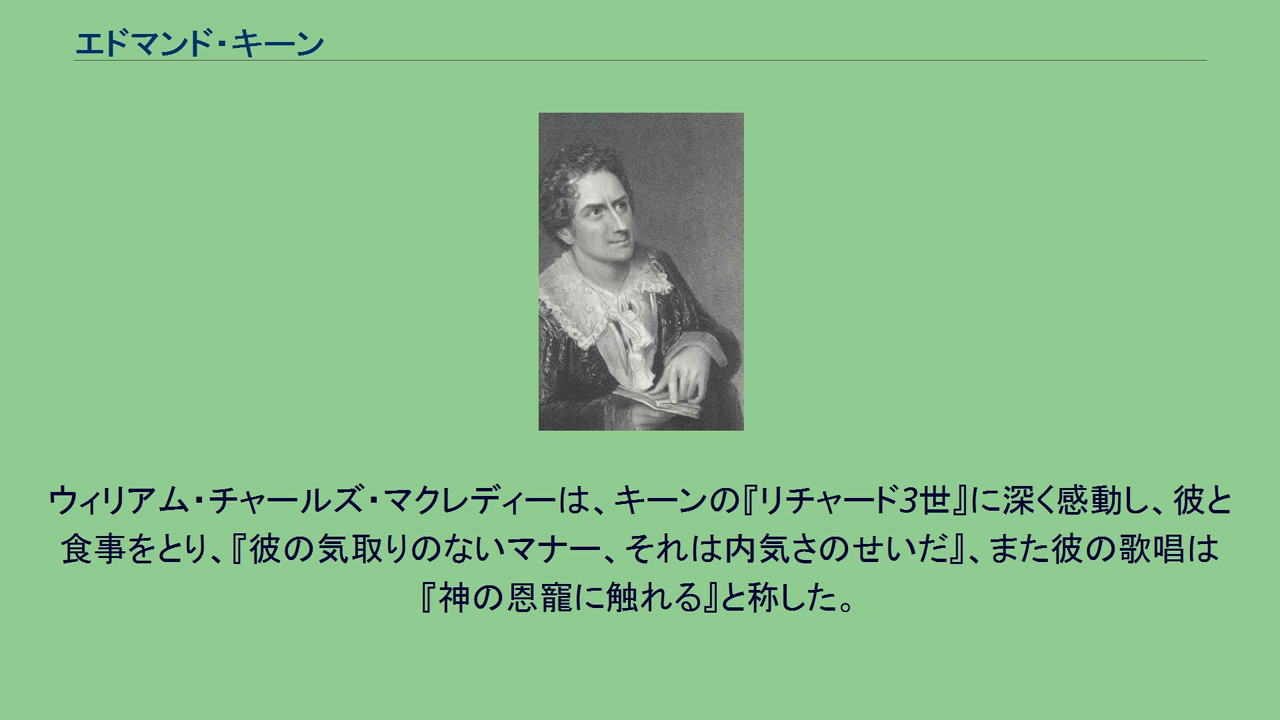 エドマンド・キーン
ウィリアム・チャールズ・マクレディーは、キーンの『リチャード3世』に深く感動し、彼と
食事をとり、『彼の気取りのないマナー、それは内気さのせいだ』、また彼の歌唱は
『神の恩寵に触れる』と称した。